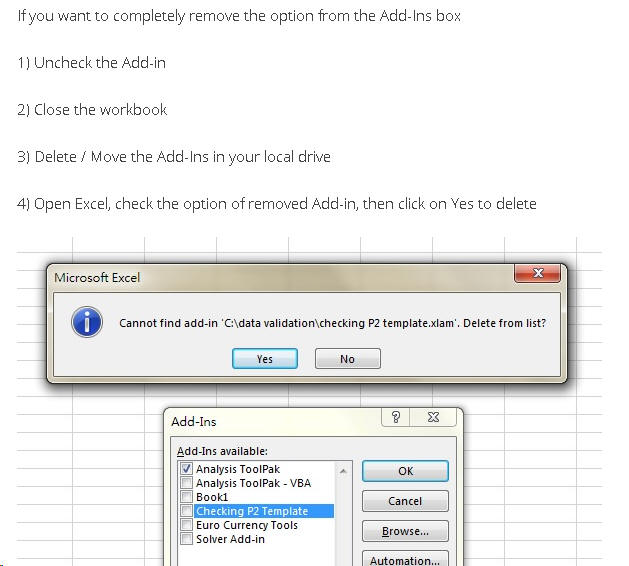 If you want to completely remove the option from the Add-Ins box
1) Uncheck the Add-in
2) Close the workbook
3) Delete / Move the Add-Ins in your local drive
4) Open Excel, check the option of removed Add-in, then click on Yes to delete
Microsoft Excel
Cannot find add-in 'C:\data validation\checking P2 template.xlam'. Delete from list?
Yes No
Add-Ins
Add-Ins available:
Analysis ToolPak
Analysis ToolPak - VBA
Book1
Checking P2 Template
Euro Currency Tools
Solver Add-in
OK
Cancel
Browse...
Automation...